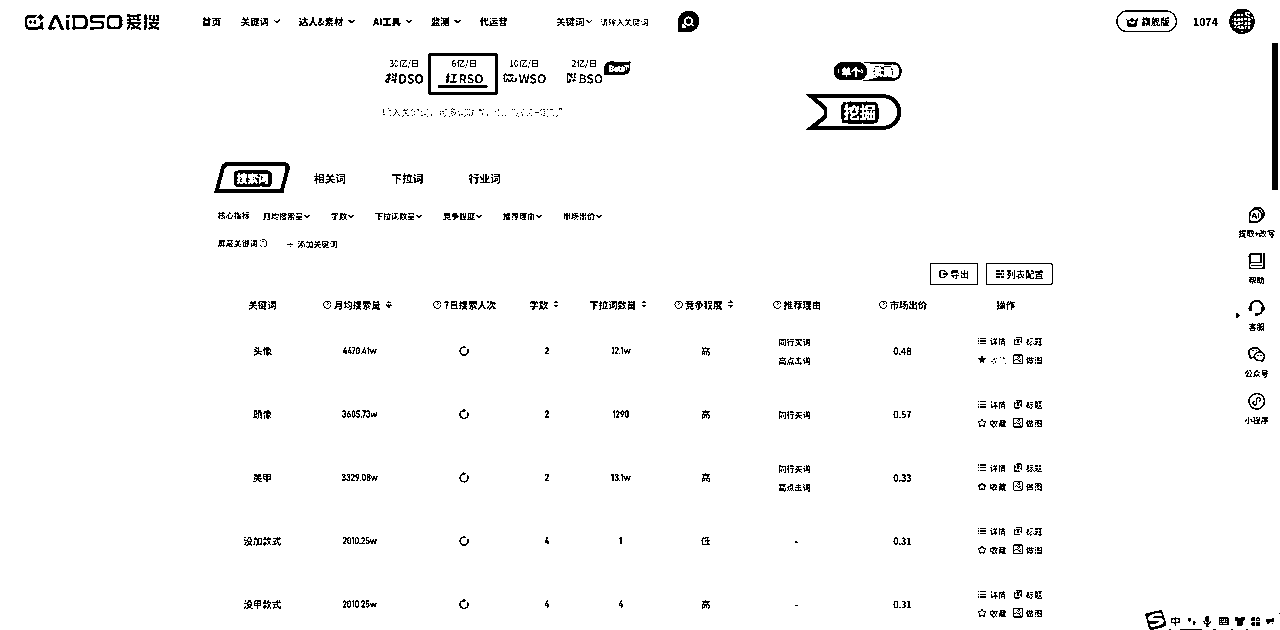 AiDSO 爱搜 首页 关键词 达人&素材 AI工具 监测 代运营 关键词 请输入关键词 旗舰版 1074
30亿/日 6亿/日 10亿/日 2亿/日 Beta
抖DSO 红RSO 微WSO BSO
单个
挖掘
搜索词 相关词 下拉词 行业词
核心指标 月均搜索量 字数 下拉词数量 竞争程度 推荐理由 市场出价
屏蔽关键词 + 添加关键词
导出 列表配置
关键词 月均搜索量 7日搜索人次 字数 下拉词数量 竞争程度 推荐理由 市场出价 操作
头像 4470.41w 2 12.1w 高 同行买词 高点击词 0.48 详情 标题 做图
3605.73w 2 1290 高 同行买词 0.57 详情 标题 收藏 做图
美甲 3329.08w 2 13.1w 高 同行买词 高点击词 0.33 详情 标题 收藏 做图
没加款式 2010.25w 4 1 低 - 0.31 详情 标题 收藏 做图
没甲款式 2010.25w 4 4 高 - 0.31 详情 标题 收藏 做图
AI
提取+改写
帮助
客服
公众号
小程序
中